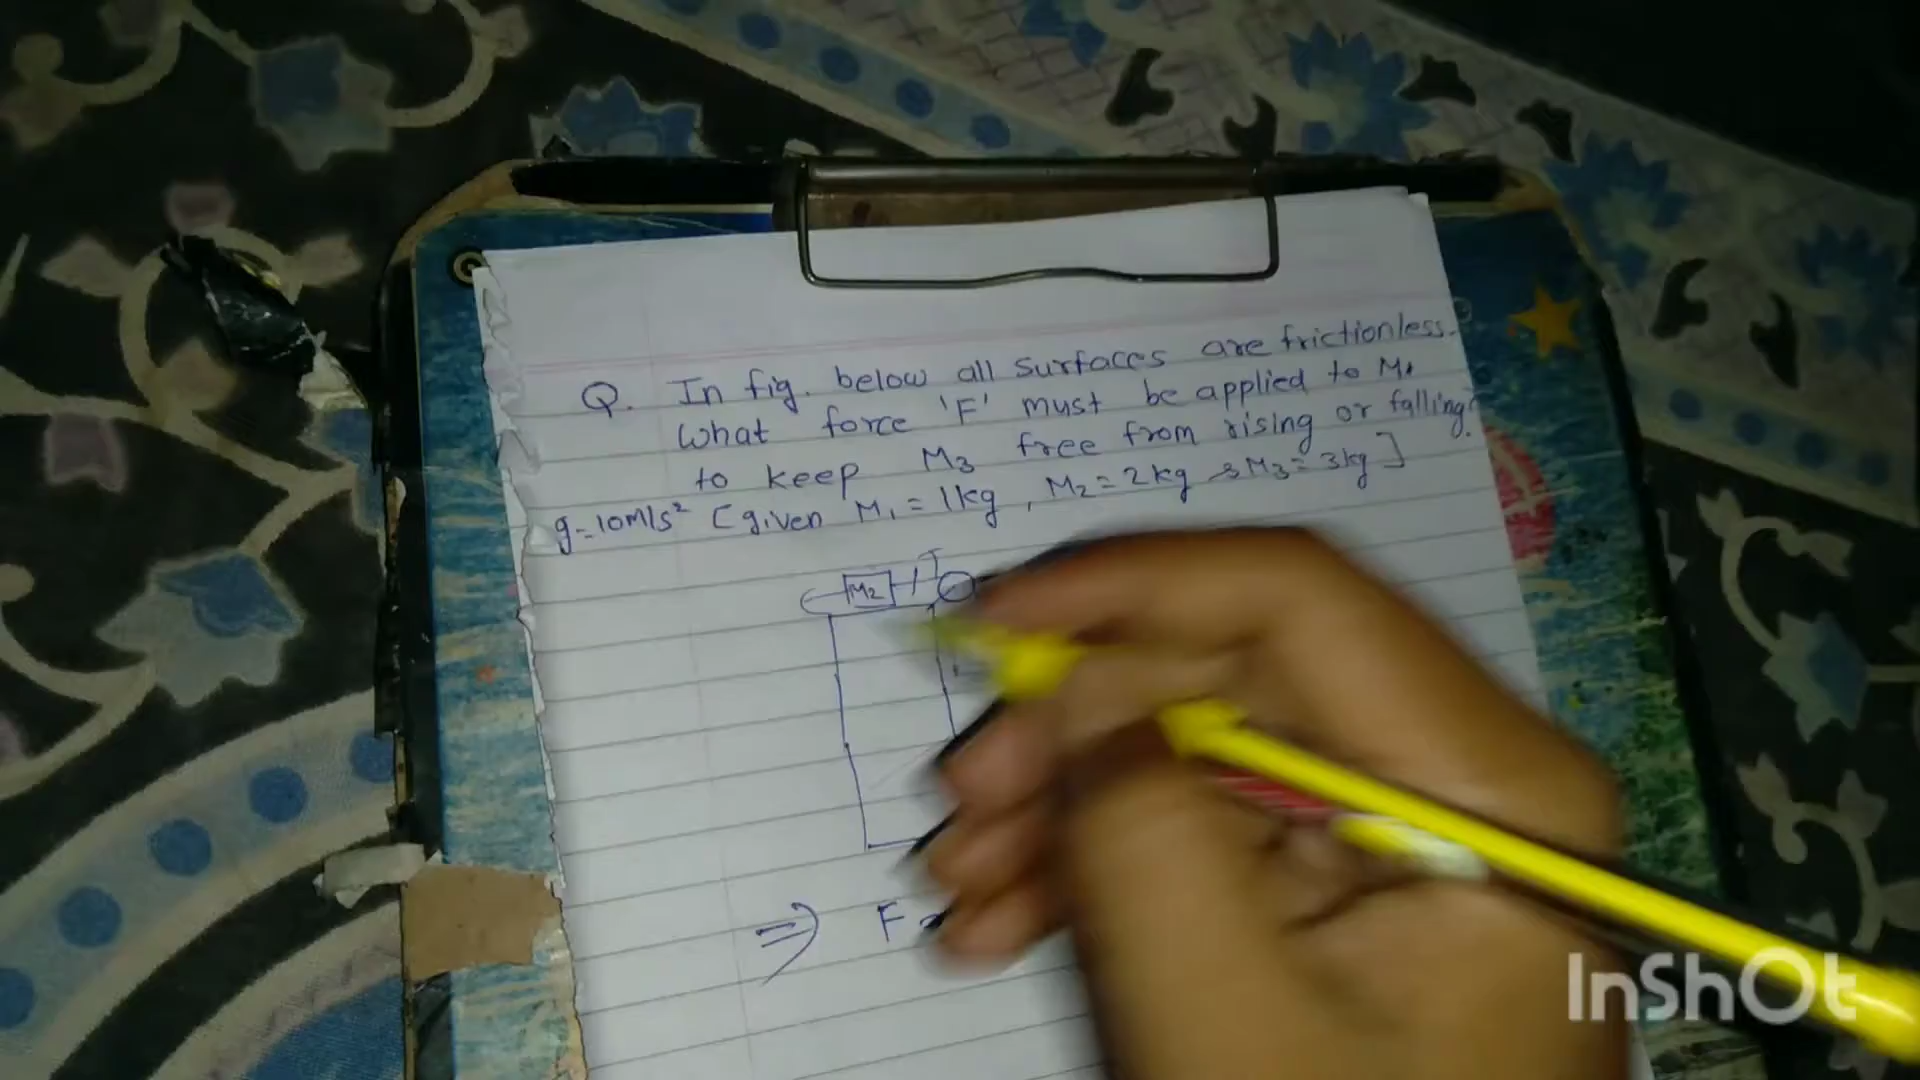 Q. In fig. below all surfaces are frictionless.
What force 'F' must be applied to M1
to keep M3 free from rising or falling?
g=10M/s² [given M1=1kg, M2=2kg, M3=3kg]
T
M2
⇒ F
InShOt